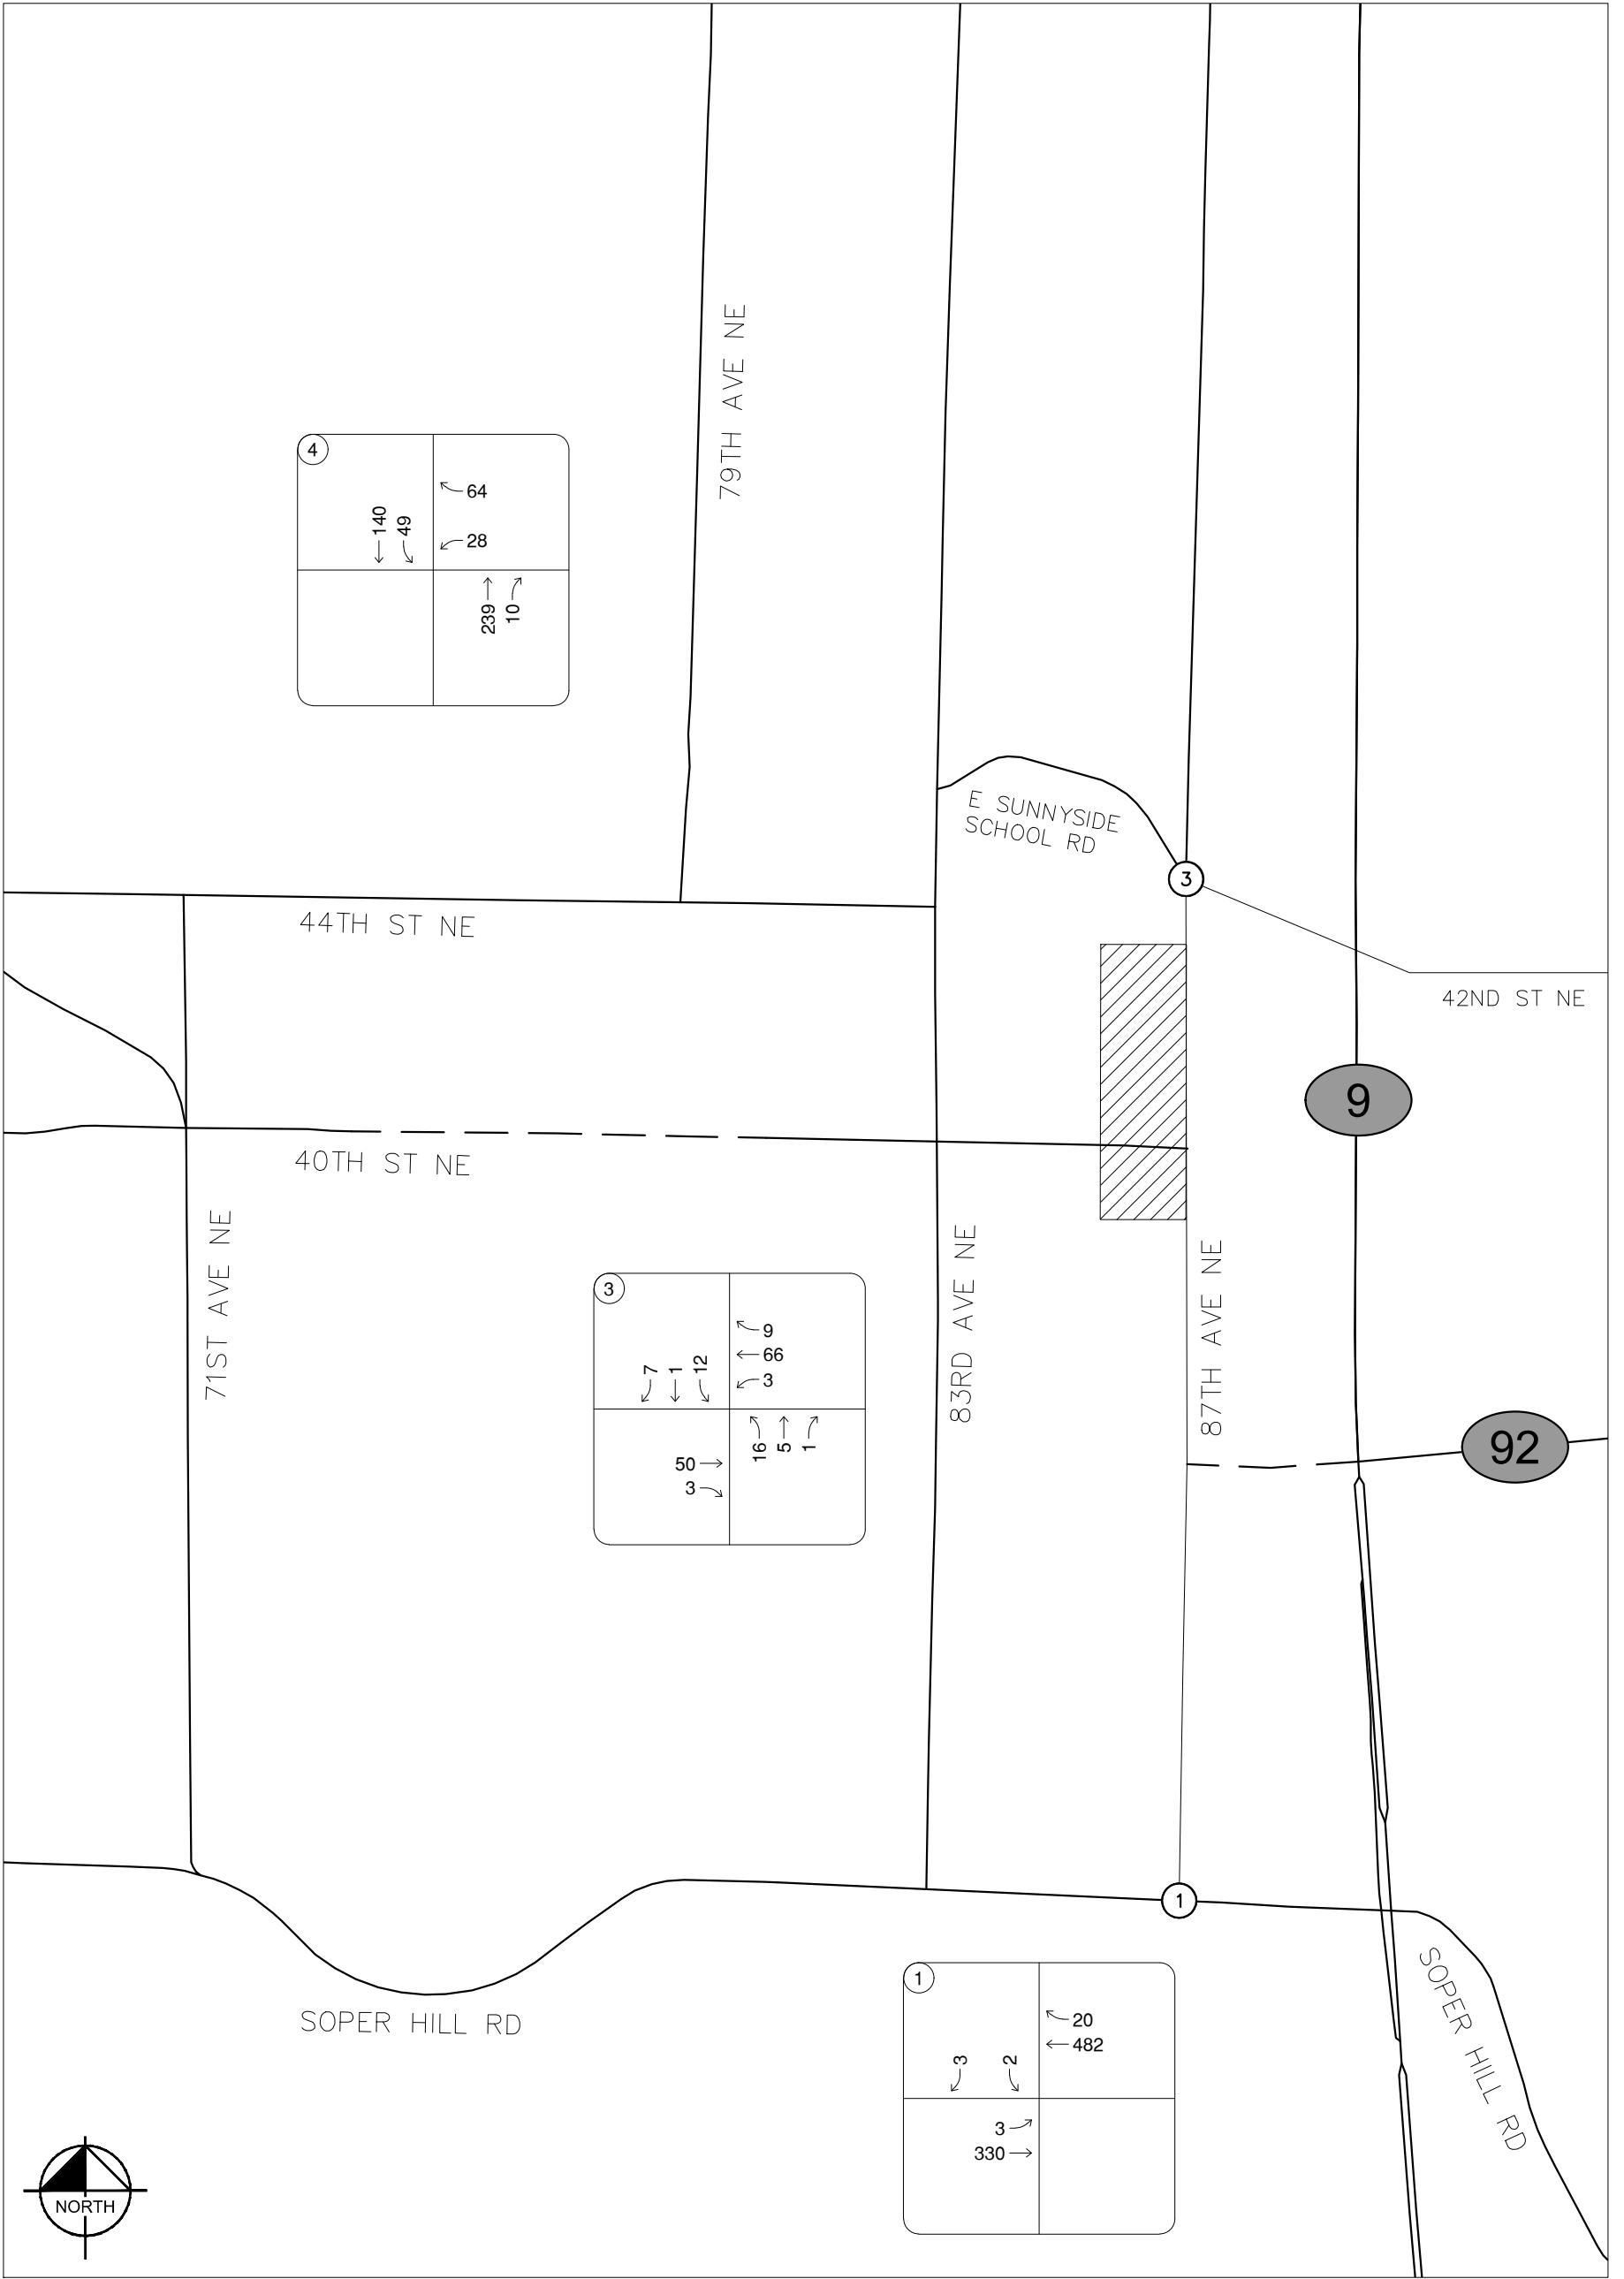 79TH AVE NE
4
64
140
49
28
239
10
E SUNNYSIDE
SCHOOL RD
3
44TH ST NE
42ND ST NE
9
40TH ST NE
71ST AVE NE
83RD AVE NE
87TH AVE NE
3
9
66
7
1
12
3
16
5
1
50
3
92
1
SOPER HILL RD
SOPER HILL RD
1
20
482
3
2
3
330
NORTH